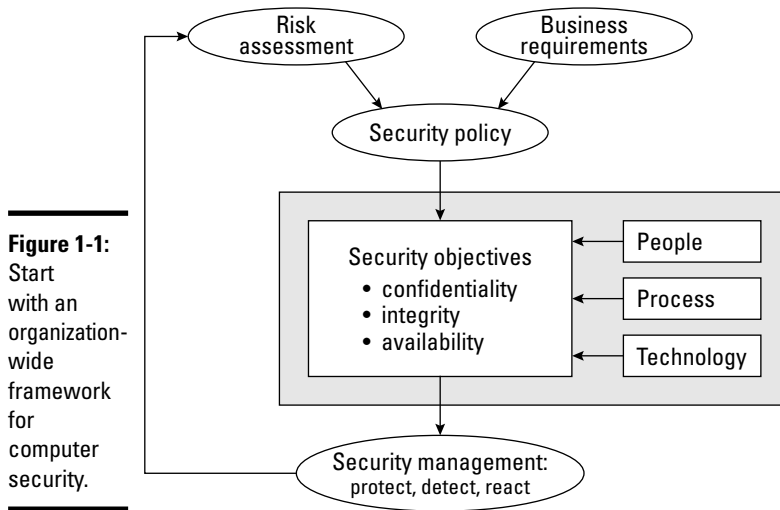 Risk
assessment
Business
requirements
Security policy
Security objectives
• confidentiality
• integrity
• availability
People
Process
Technology
Security management:
protect, detect, react
Figure 1-1:
Start
with an
organization-
wide
framework
for
computer
security.